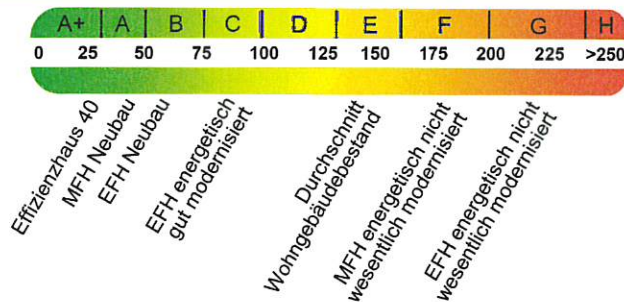 A+ A B C D E F G H
0 25 50 75 100 125 150 175 200 225 >250
Effizienzhaus 40
MFH Neubau
EFH Neubau
EFH energetisch
gut modernisiert
Durchschnitt
Wohngebäudebestand
MFH energetisch nicht
wesentlich modernisiert
EFH energetisch nicht
wesentlich modernisiert